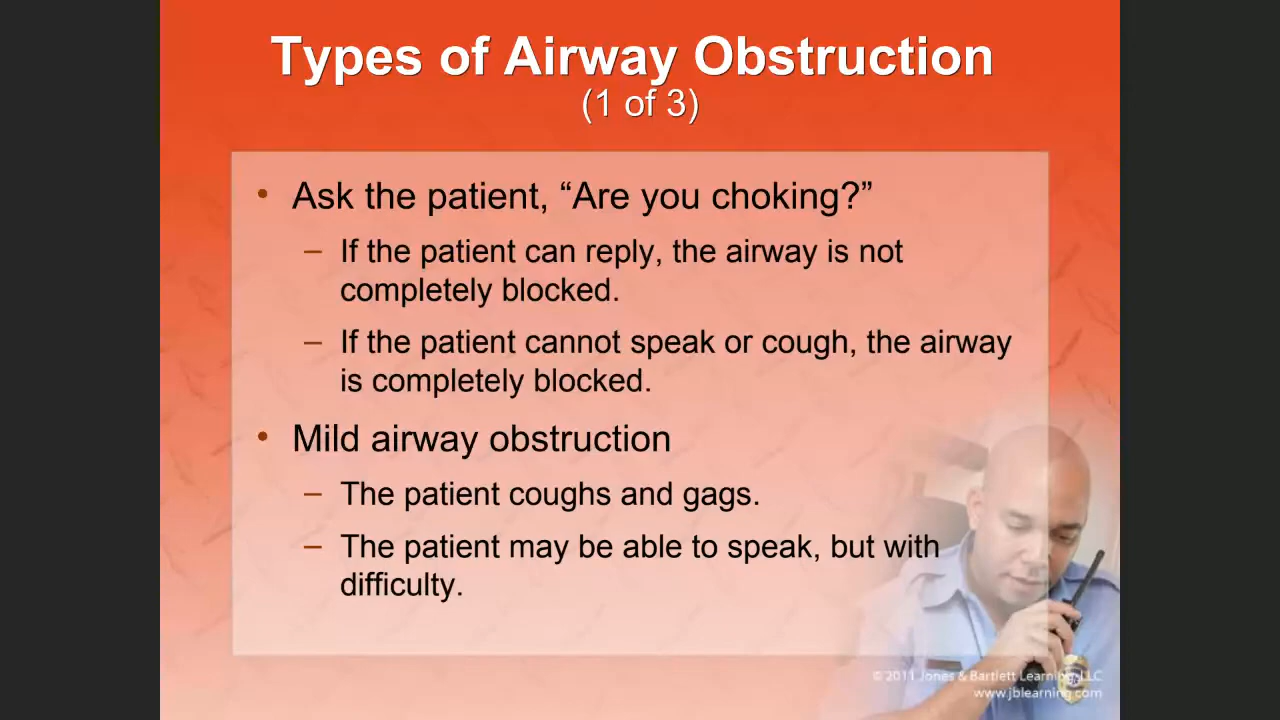 Types of Airway Obstruction
(1 of 3)
• Ask the patient, “Are you choking?”
– If the patient can reply, the airway is not
completely blocked.
– If the patient cannot speak or cough, the airway
is completely blocked.
• Mild airway obstruction
– The patient coughs and gags.
– The patient may be able to speak, but with
difficulty.
© 2011 Jones & Bartlett Learning, LLC
www.jblearning.com